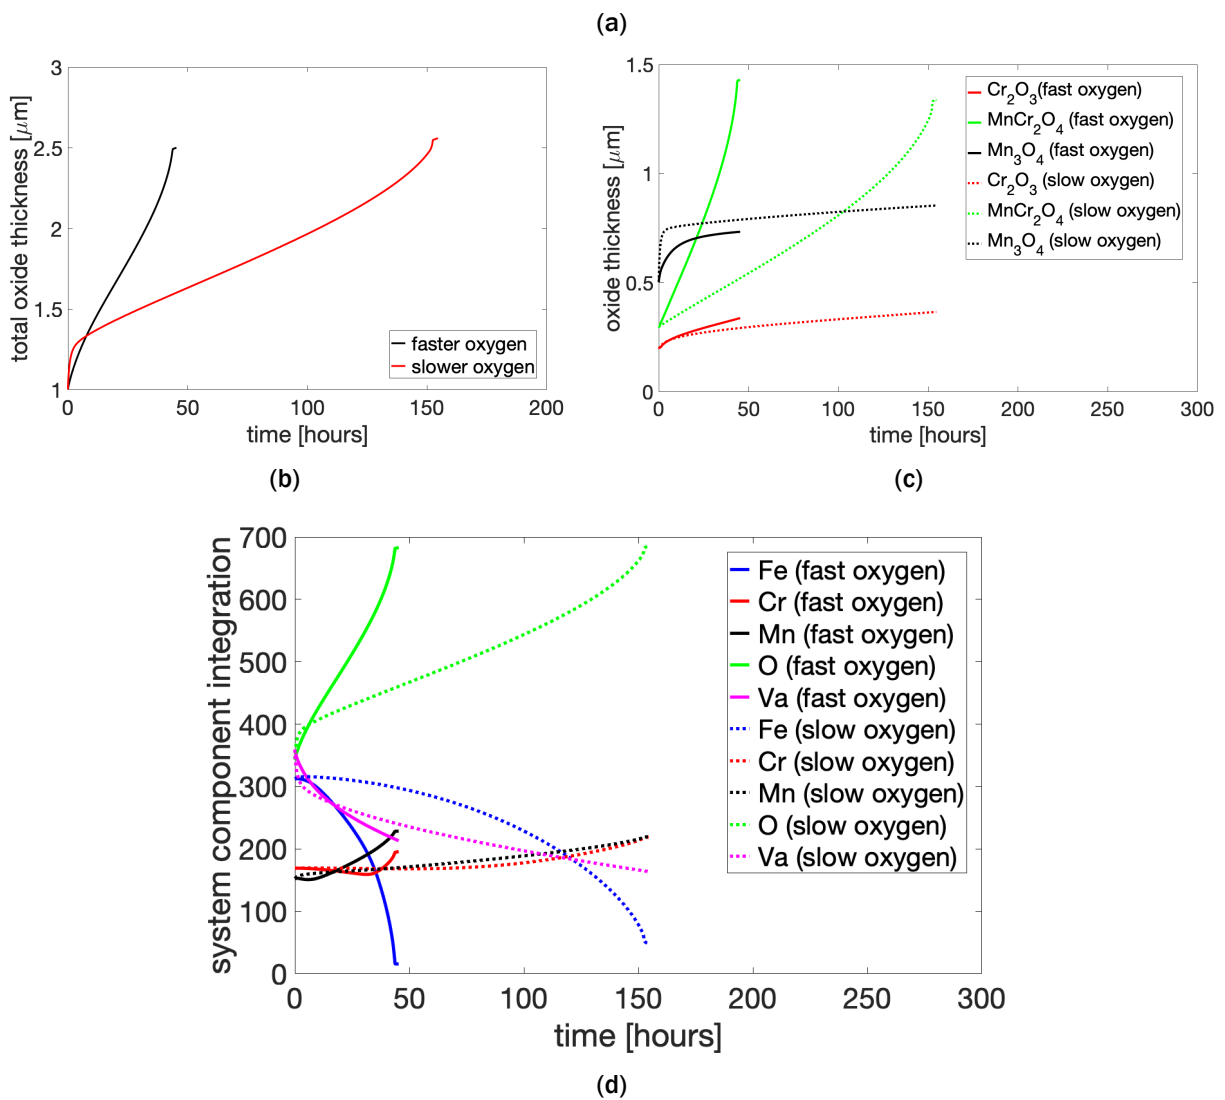 (a)
total oxide thickness [μm]
3
2.5
2
1.5
1
0
50
100
150
200
time [hours]
faster oxygen
slower oxygen
(b)
oxide thickness [μm]
1.5
1
0.5
0
0
50
100
150
200
250
300
time [hours]
Cr₂O₃(fast oxygen)
MnCr₂O₄ (fast oxygen)
Mn₃O₄ (fast oxygen)
Cr₂O₃ (slow oxygen)
MnCr₂O₄ (slow oxygen)
Mn₃O₄ (slow oxygen)
(c)
system component integration
700
600
500
400
300
200
100
0
0
50
100
150
200
250
300
time [hours]
Fe (fast oxygen)
Cr (fast oxygen)
Mn (fast oxygen)
O (fast oxygen)
Va (fast oxygen)
Fe (slow oxygen)
Cr (slow oxygen)
Mn (slow oxygen)
O (slow oxygen)
Va (slow oxygen)
(d)